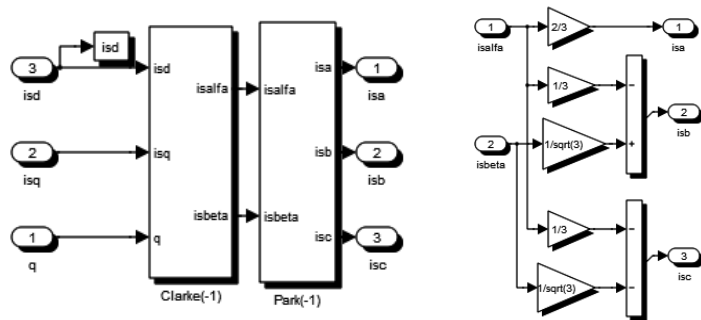 isd
3
isd
isd
isalfa
isalfa
isa
1
isa
2
isq
isq
isb
2
isb
1
q
q
isbeta
isbeta
isc
3
isc
Clarke(-1)
Park(-1)
1
isalfa
2/3
1
isa
1/3
−
2
isb
2
isbeta
1/sqrt(3)
+
1/3
−
3
isc
1/sqrt(3)
−